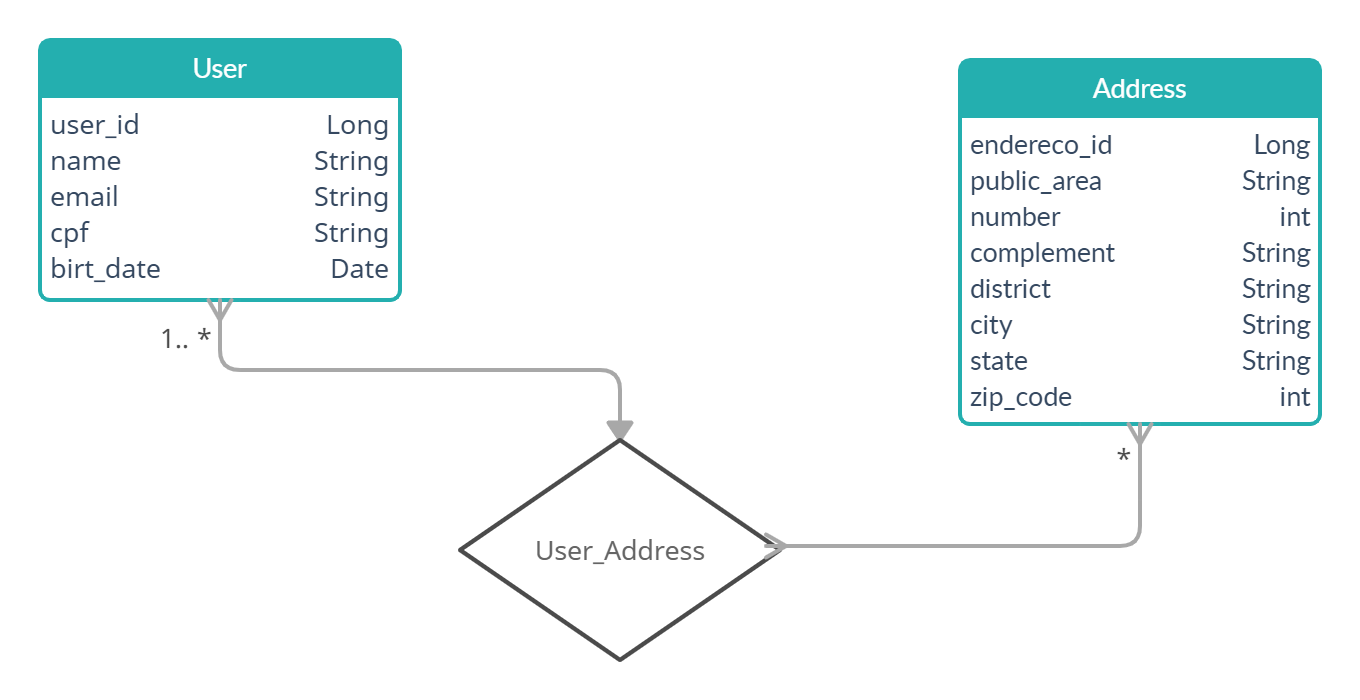 User
user_id Long
name String
email String
cpf String
birt_date Date
1.. *
Address
endereco_id Long
public_area String
number int
complement String
district String
city String
state String
zip_code int
*
User_Address